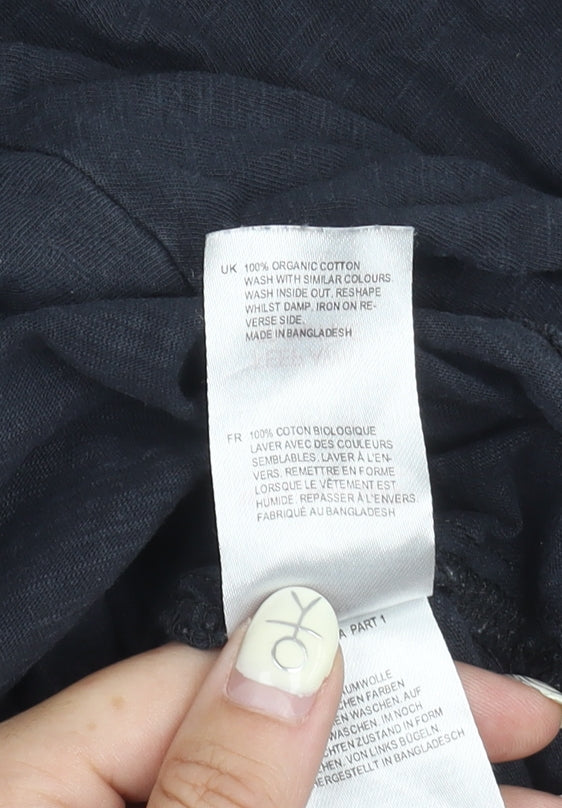 UK 100% ORGANIC COTTON
WASH WITH SIMILAR COLOURS.
WASH INSIDE OUT. RESHAPE
WHILST DAMP. IRON ON RE-
VERSE SIDE.
MADE IN BANGLADESH
FR 100% COTON BIOLOGIQUE
LAVER AVEC DES COULEURS
SEMBLABLES. LAVER À L'EN-
VERS. REMETTRE EN FORME
LORSQUE LE VÊTEMENT EST
HUMIDE. REPASSER À L'ENVERS.
FABRIQUÉ AU BANGLADESH
A PART 1
FARBEN
WASCHEN, AUF
WASCHEN. IM NOCH
IN FORM
VON LINKS BÜGELN.
IN BANGLADESCH